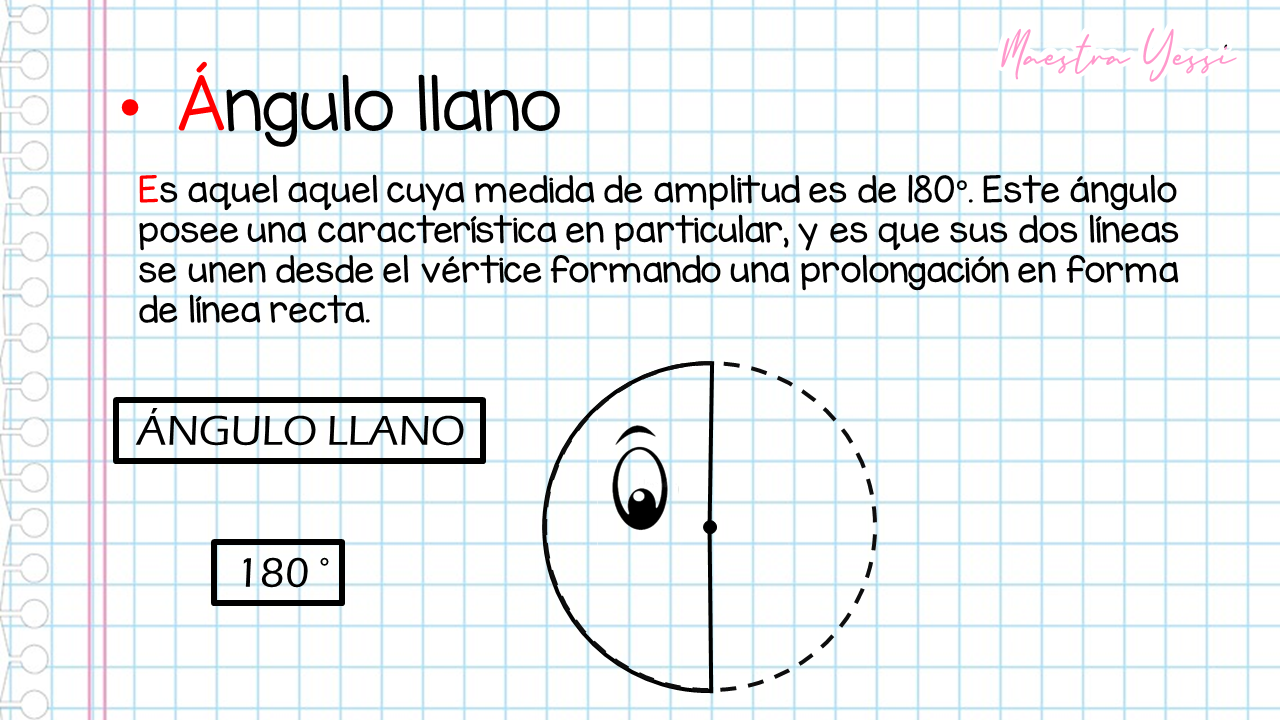 Maestra Yessi
• Ángulo llano
Es aquel aquel cuya medida de amplitud es de 180°. Este ángulo
posee una característica en particular, y es que sus dos líneas
se unen desde el vértice formando una prolongación en forma
de línea recta.
ÁNGULO LLANO
180°